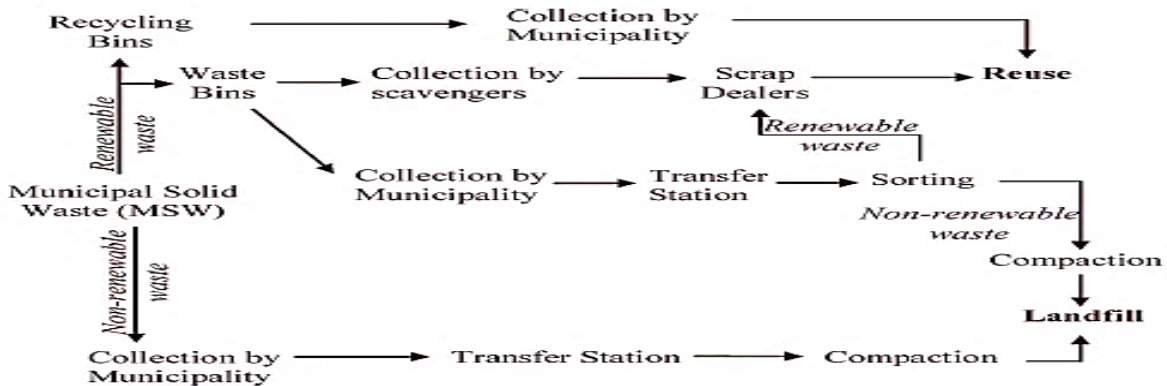 Recycling
Bins
Collection by
Municipality
Waste
Bins
Collection by
scavengers
Scrap
Dealers
Reuse
Renewable
waste
Renewable
waste
Municipal Solid
Waste (MSW)
Collection by
Municipality
Transfer
Station
Sorting
Non-renewable
waste
Compaction
Landfill
Non-renewable
waste
Collection by
Municipality
Transfer Station
Compaction